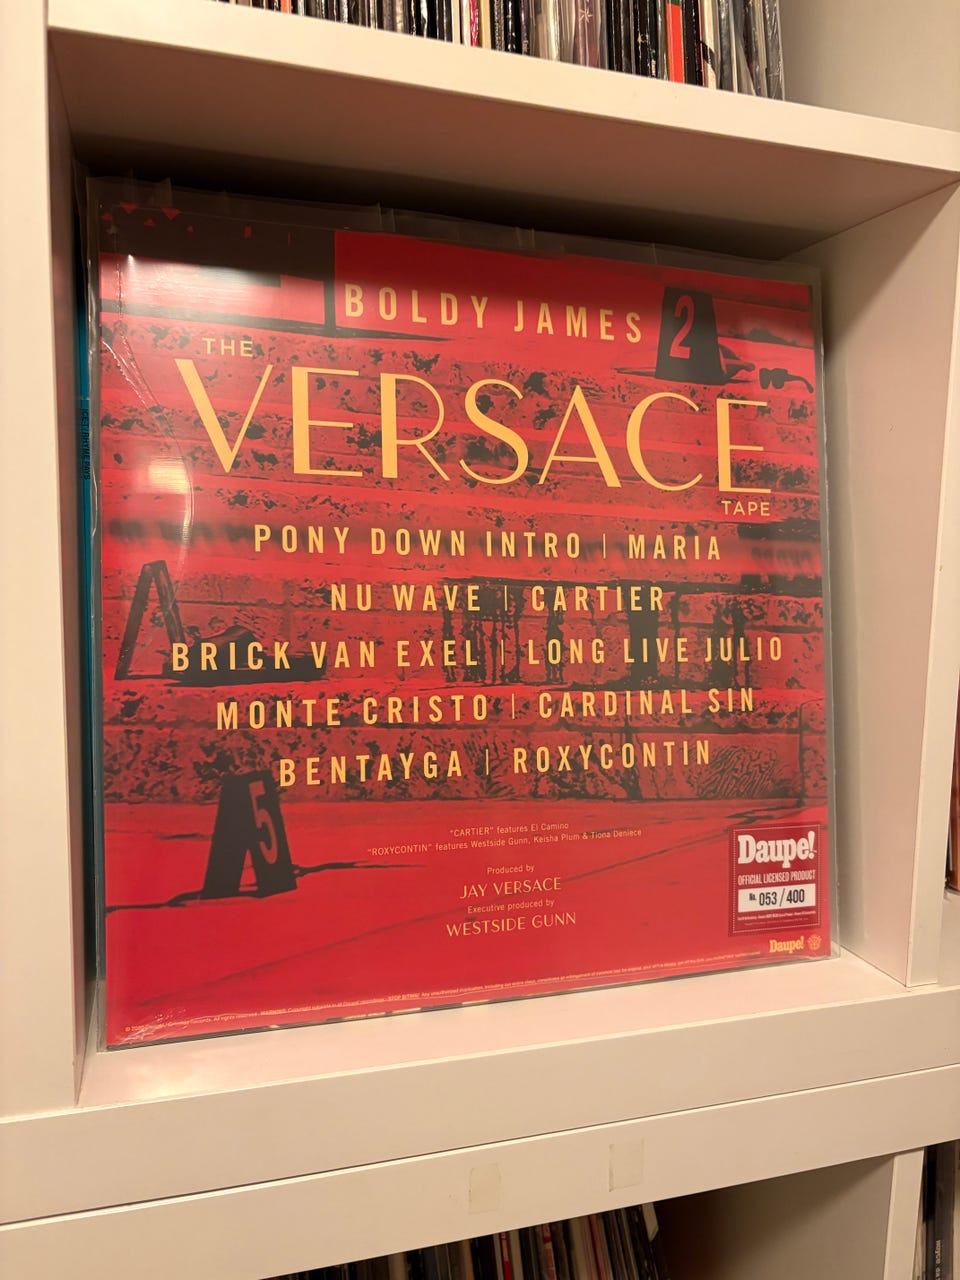 BOLDY JAMES
2
THE
VERSACE
TAPE
PONY DOWN INTRO | MARIA
NU WAVE | CARTIER
BRICK VAN EXEL | LONG LIVE JULIO
MONTE CRISTO | CARDINAL SIN
BENTAYGA | ROXYCONTIN
5
"CARTIER" features El Camino
"ROXYCONTIN" features Westside Gunn, Keisha Plum & Tiona Deniece
Produced by
JAY VERSACE
Executive produced by
WESTSIDE GUNN
Daupe!
OFFICIAL LICENSED PRODUCT
No. 053 / 400
Daupe!